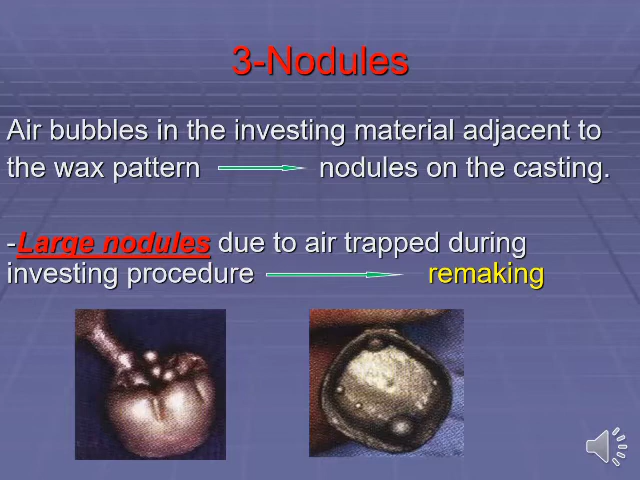 3-Nodules
Air bubbles in the investing material adjacent to
the wax pattern nodules on the casting.
-Large nodules due to air trapped during
investing procedure remaking